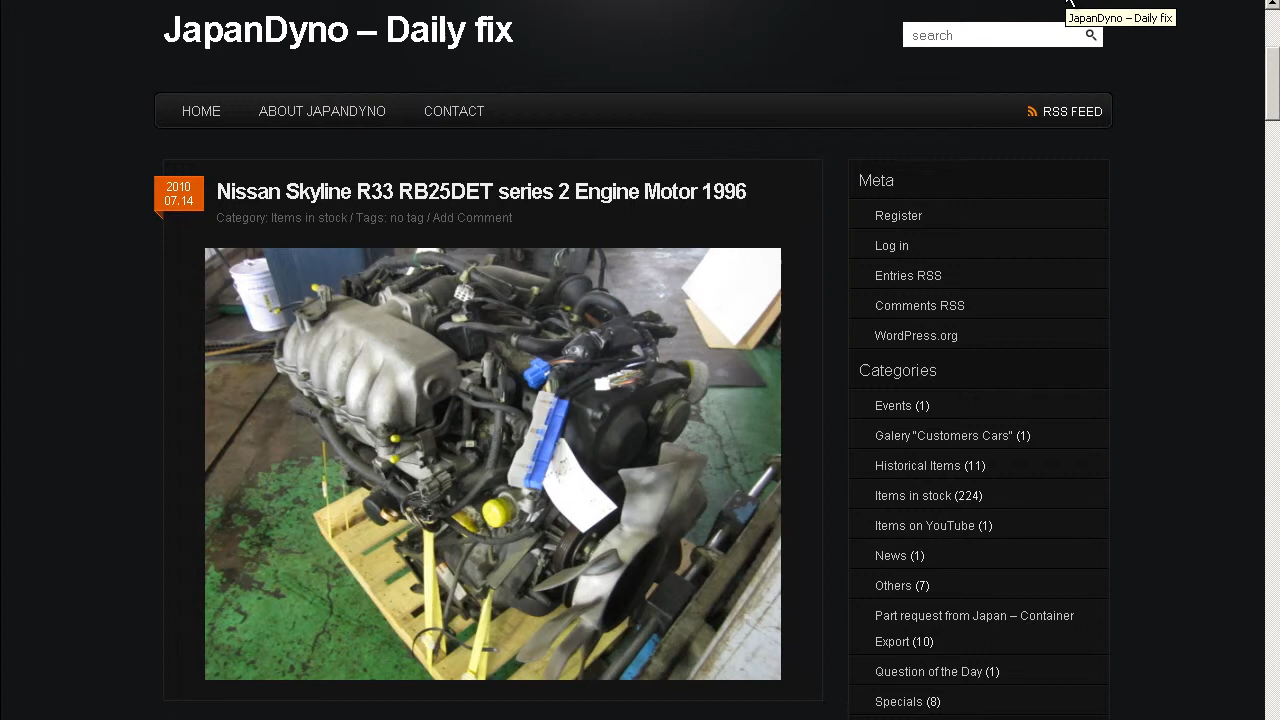 JapanDyno – Daily fix
JapanDyno – Daily fix
search
HOME
ABOUT JAPANDYNO
CONTACT
RSS FEED
2010
07.14
Nissan Skyline R33 RB25DET series 2 Engine Motor 1996
Category: Items in stock / Tags: no tag / Add Comment
Meta
Register
Log in
Entries RSS
Comments RSS
WordPress.org
Categories
Events (1)
Galery "Customers Cars" (1)
Historical Items (11)
Items in stock (224)
Items on YouTube (1)
News (1)
Others (7)
Part request from Japan – Container
Export (10)
Question of the Day (1)
Specials (8)